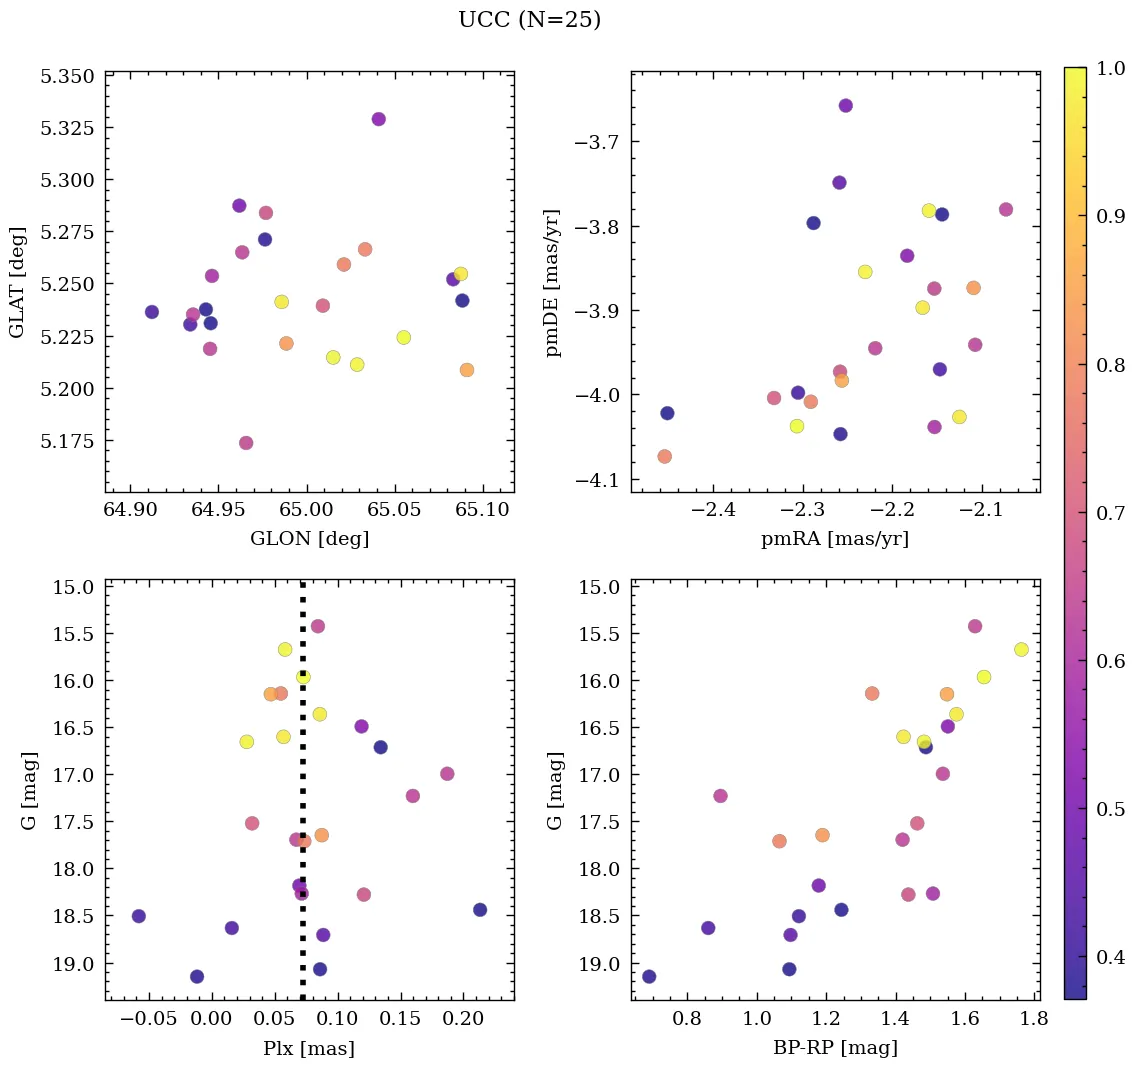 UCC (N=25)
5.350
5.325
5.300
5.275
5.250
5.225
5.200
5.175
GLAT [deg]
64.90 64.95 65.00 65.05 65.10
GLON [deg]
−3.7
−3.8
−3.9
−4.0
−4.1
pmDE [mas/yr]
−2.4 −2.3 −2.2 −2.1
pmRA [mas/yr]
15.0
15.5
16.0
16.5
17.0
17.5
18.0
18.5
19.0
G [mag]
−0.05 0.00 0.05 0.10 0.15 0.20
Plx [mas]
15.0
15.5
16.0
16.5
17.0
17.5
18.0
18.5
19.0
G [mag]
0.8 1.0 1.2 1.4 1.6 1.8
BP-RP [mag]
1.0
0.9
0.8
0.7
0.6
0.5
0.4